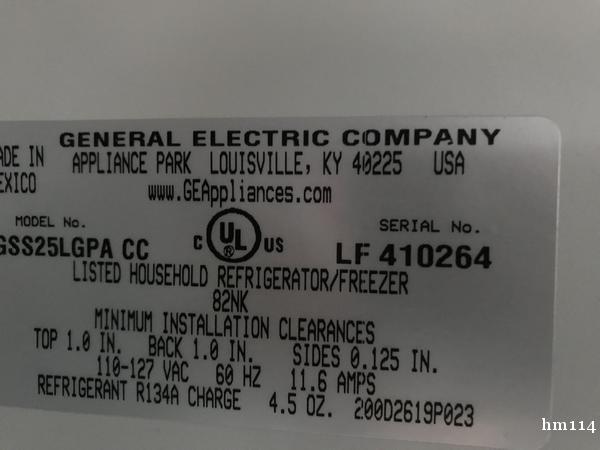 GENERAL ELECTRIC COMPANY
ADE IN APPLIANCE PARK LOUISVILLE, KY 40225 USA
EXICO www.GEAppliances.com
MODEL No. SERIAL No.
GSS25LGPA CC C UL ® US LF 410264
LISTED HOUSEHOLD REFRIGERATOR/FREEZER
82NK
MINIMUM INSTALLATION CLEARANCES
TOP 1.0 IN. BACK 1.0 IN. SIDES 0.125 IN.
110-127 VAC 60 HZ 11.6 AMPS
REFRIGERANT R134A CHARGE 4.5 OZ. 200D2619P023
hm114